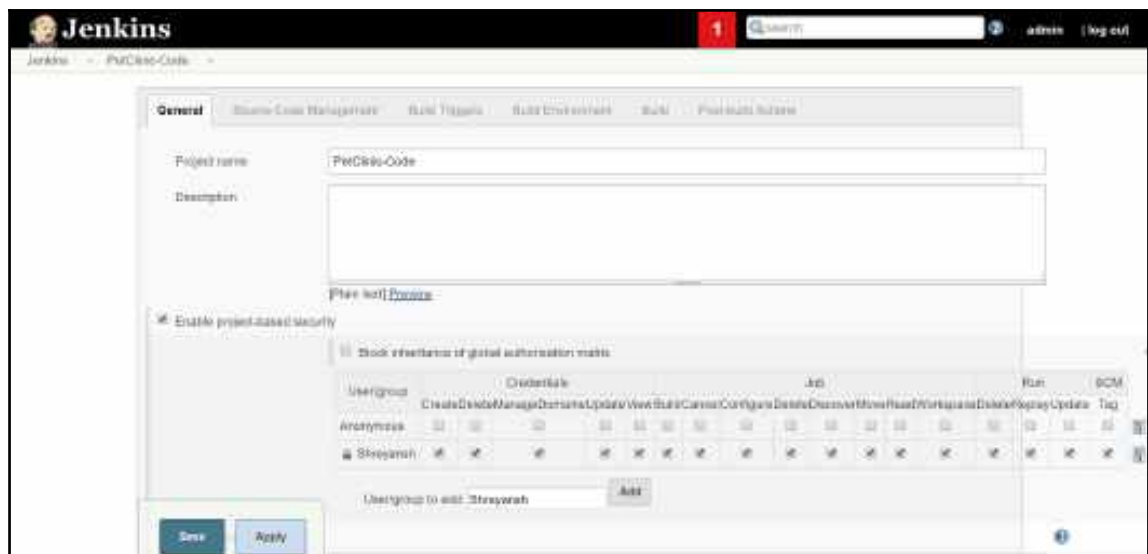 Jenkins 1 search admin | log out
Jenkins PetClinic-Code
General Source Code Management Build Triggers Build Environment Build Post-build Actions
Project name PetClinic-Code
Description
[Plain text] Preview
Enable project-based security
Block inheritance of global authorization matrix
User/group Credentials Job Run SCM
Create Delete ManageDomains Update View Build Cancel Configure Delete Discover Move Read Workspace Delete Replay Update Tag
Anonymous
Shreyansh
User/group to add: Shreyansh Add
Save Apply